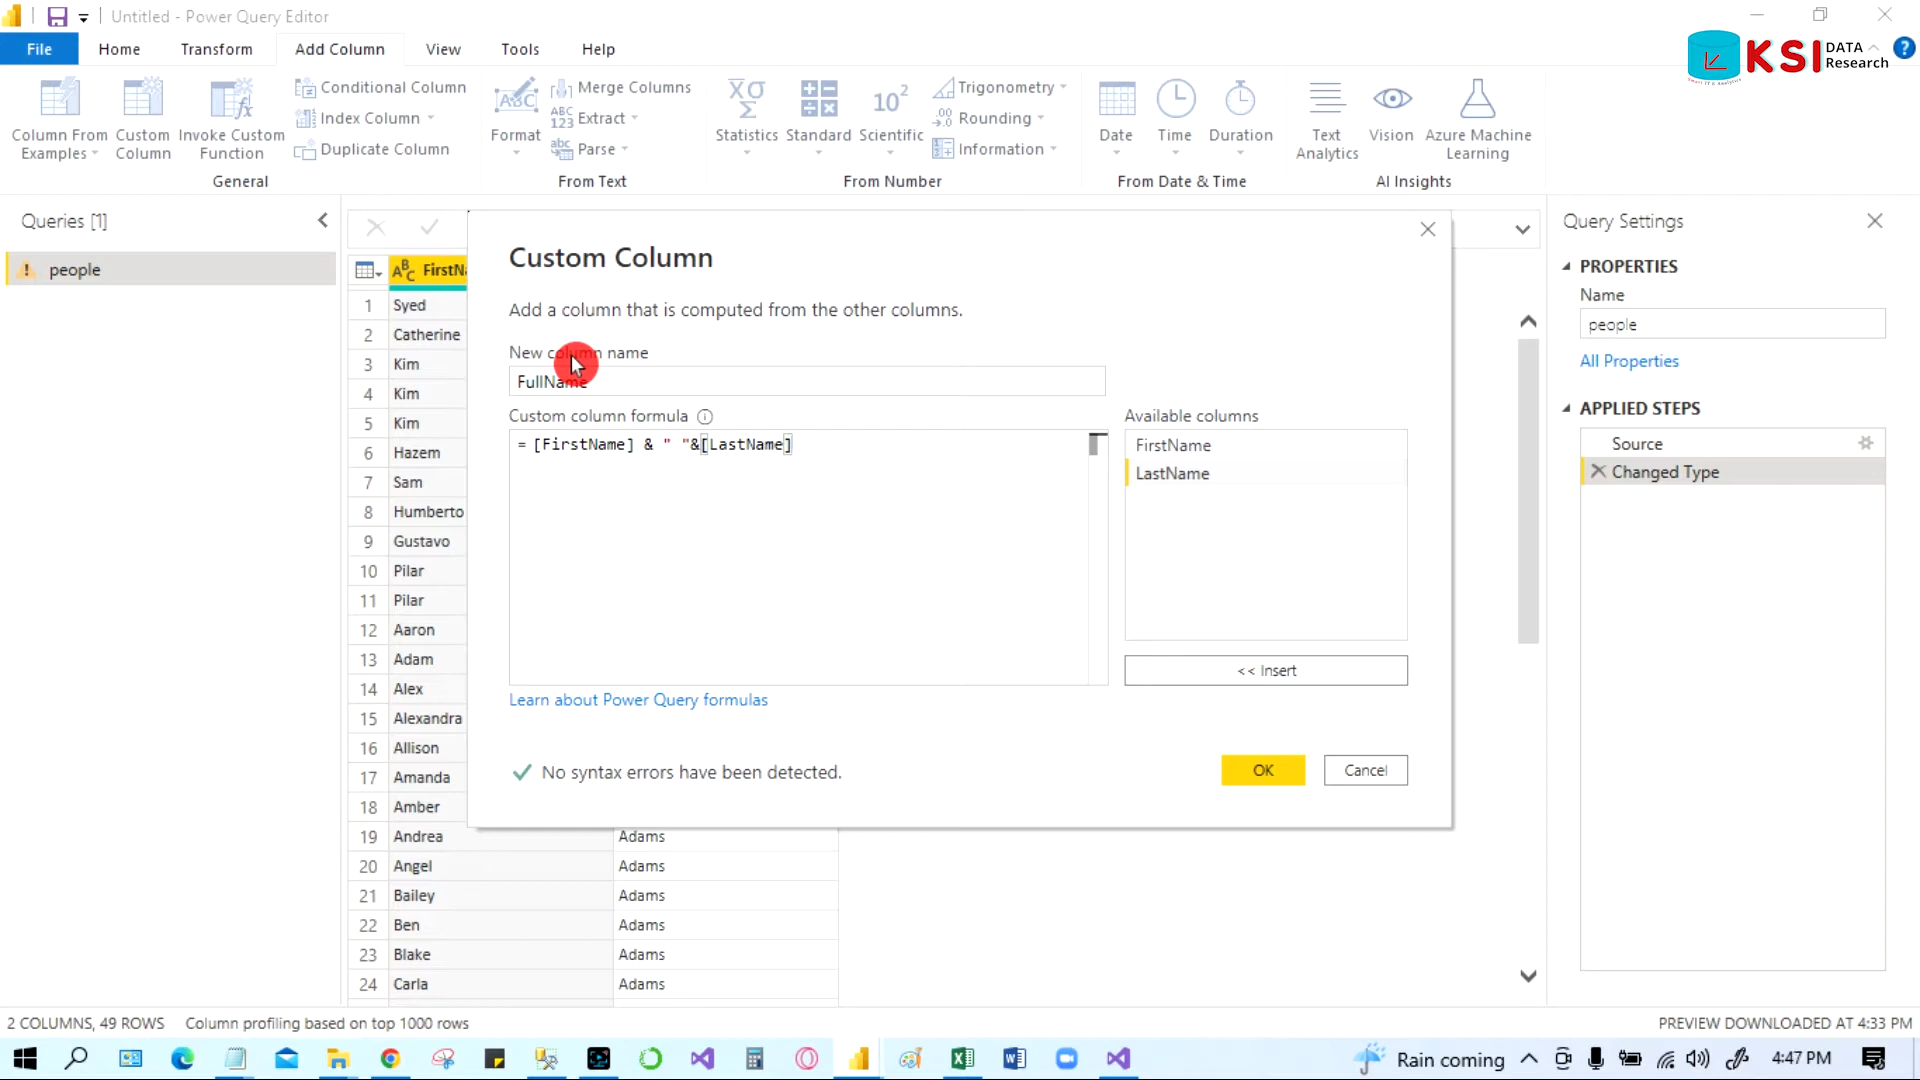 Untitled - Power Query Editor
File Home Transform Add Column View Tools Help
KSI DATA Research
?
Column From Examples
Custom Column
Invoke Custom Function
Conditional Column
Index Column
Duplicate Column
General
ABC
Format
Merge Columns
ABC 123 Extract
abc Parse
From Text
Statistics
Standard
10² Scientific
Trigonometry
Rounding
Information
From Number
Date
Time
Duration
From Date & Time
Text Analytics
Vision
Azure Machine Learning
AI Insights
Queries [1]
people
ABC FirstNa
1 Syed
2 Catherine
3 Kim
4 Kim
5 Kim
6 Hazem
7 Sam
8 Humberto
9 Gustavo
10 Pilar
11 Pilar
12 Aaron
13 Adam
14 Alex
15 Alexandra
16 Allison
17 Amanda
18 Amber
19 Andrea Adams
20 Angel Adams
21 Bailey Adams
22 Ben Adams
23 Blake Adams
24 Carla Adams
Custom Column
Add a column that is computed from the other columns.
New column name
FullName
Custom column formula
= [FirstName] & " "&[LastName]
Available columns
FirstName
LastName
<< Insert
Learn about Power Query formulas
No syntax errors have been detected.
OK
Cancel
Query Settings
PROPERTIES
Name
people
All Properties
APPLIED STEPS
Source
Changed Type
2 COLUMNS, 49 ROWS Column profiling based on top 1000 rows
PREVIEW DOWNLOADED AT 4:33 PM
Rain coming
4:47 PM